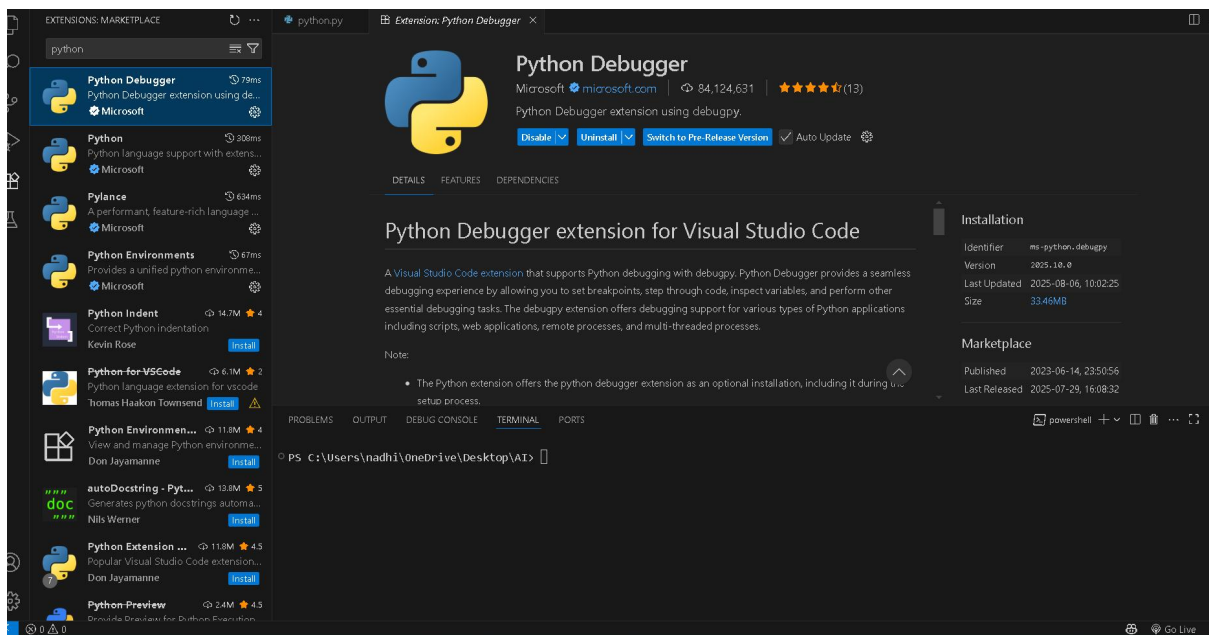 EXTENSIONS: MARKETPLACE
python
Python Debugger 79ms
Python Debugger extension using de...
Microsoft
Python 308ms
Python language support with extens...
Microsoft
Pylance 634ms
A performant, feature-rich language ...
Microsoft
Python Environments 67ms
Provides a unified python environme...
Microsoft
Python Indent 14.7M 4
Correct Python indentation
Kevin Rose Install
Python for VSCode 6.1M 2
Python language extension for vscode
Thomas Haakon Townsend Install
Python Environmen... 11.8M 4
View and manage Python environme...
Don Jayamanne Install
autoDocstring - Pyt... 13.8M 5
Generates python docstrings automa...
Nils Werner Install
doc
Python Extension ... 11.8M 4.5
Popular Visual Studio Code extension...
Don Jayamanne Install
7
Python Preview 2.4M 4.5
Provide Preview for Python Execution
0 0
python.py Extension: Python Debugger
Python Debugger
Microsoft microsoft.com 84,124,631 (13)
Python Debugger extension using debugpy.
Disable Uninstall Switch to Pre-Release Version Auto Update
DETAILS FEATURES DEPENDENCIES
Python Debugger extension for Visual Studio Code
A Visual Studio Code extension that supports Python debugging with debugpy. Python Debugger provides a seamless
debugging experience by allowing you to set breakpoints, step through code, inspect variables, and perform other
essential debugging tasks. The debugpy extension offers debugging support for various types of Python applications
including scripts, web applications, remote processes, and multi-threaded processes.
Note:
• The Python extension offers the python debugger extension as an optional installation, including it during
setup process.
Installation
Identifier ms-python.debugpy
Version 2025.10.0
Last Updated 2025-08-06, 10:02:25
Size 33.46MB
Marketplace
Published 2023-06-14, 23:50:56
Last Released 2025-07-29, 16:08:32
PROBLEMS OUTPUT DEBUG CONSOLE TERMINAL PORTS
powershell
PS C:\Users\nadhi\OneDrive\Desktop\AI>
Go Live